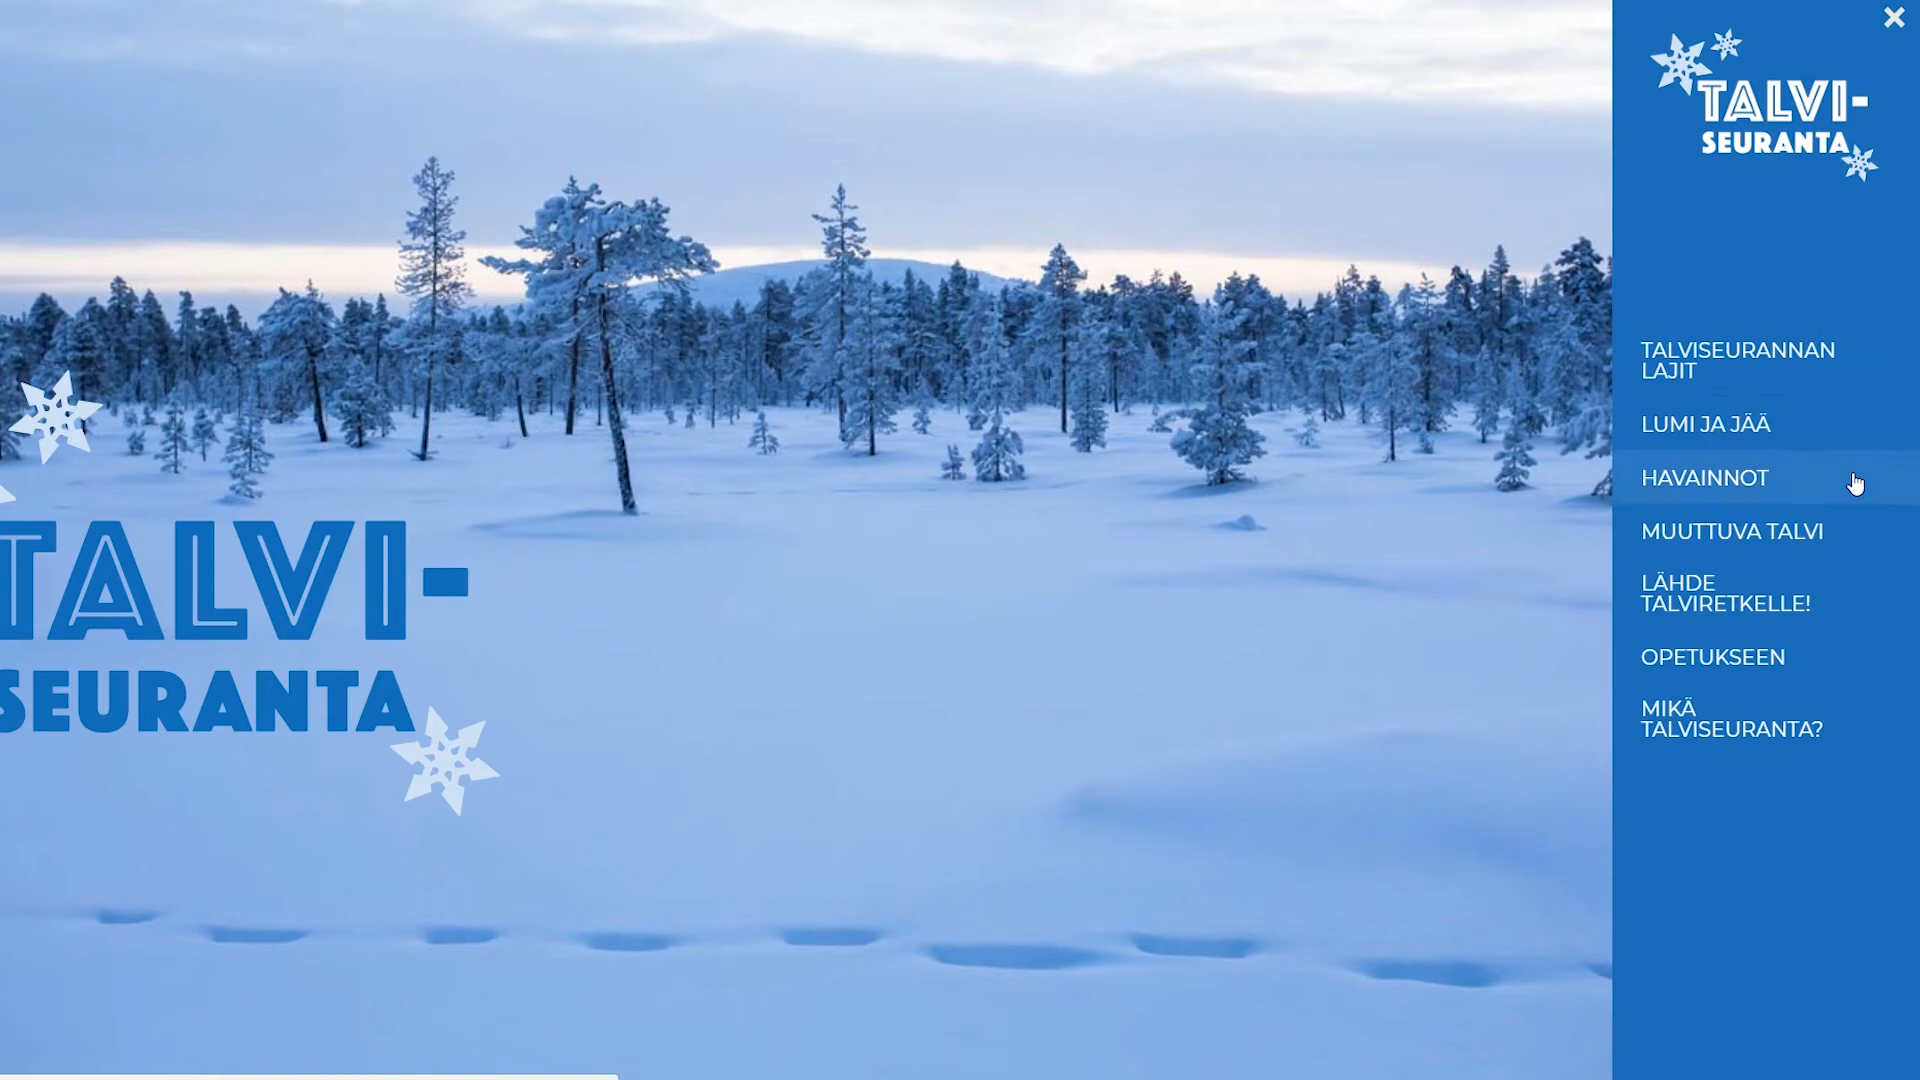 TALVI-
SEURANTA
TALVISEURANNAN
LAJIT
LUMI JA JÄÄ
HAVAINNOT
MUUTTUVA TALVI
LÄHDE
TALVIRETKELLE!
OPETUKSEEN
MIKÄ
TALVISEURANTA?
TALVI-
SEURANTA